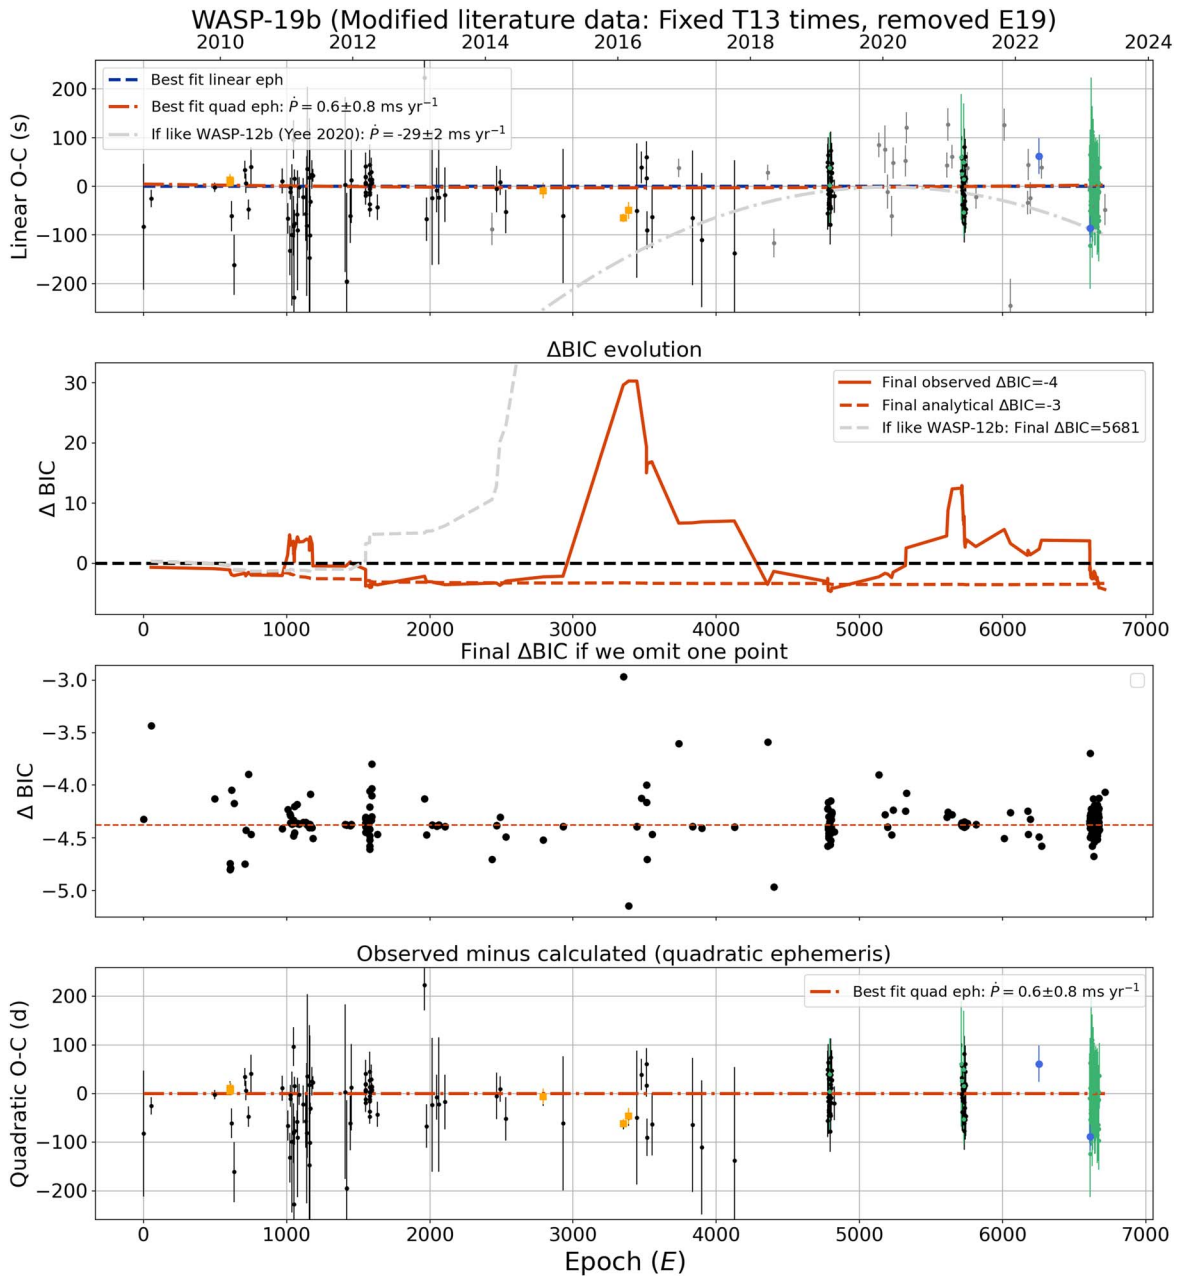 WASP-19b (Modified literature data: Fixed T13 times, removed E19)
2010 2012 2014 2016 2018 2020 2022 2024
Best fit linear eph
Best fit quad eph: Ṗ = 0.6±0.8 ms yr⁻¹
If like WASP-12b (Yee 2020): Ṗ = -29±2 ms yr⁻¹
Linear O-C (s)
200
100
0
−100
−200
ΔBIC evolution
Final observed ΔBIC=-4
Final analytical ΔBIC=-3
If like WASP-12b: Final ΔBIC=5681
Δ BIC
30
20
10
0
0 1000 2000 3000 4000 5000 6000 7000
Final ΔBIC if we omit one point
Δ BIC
−3.0
−3.5
−4.0
−4.5
−5.0
Observed minus calculated (quadratic ephemeris)
Best fit quad eph: Ṗ = 0.6±0.8 ms yr⁻¹
Quadratic O-C (d)
200
100
0
−100
−200
0 1000 2000 3000 4000 5000 6000 7000
Epoch (E)